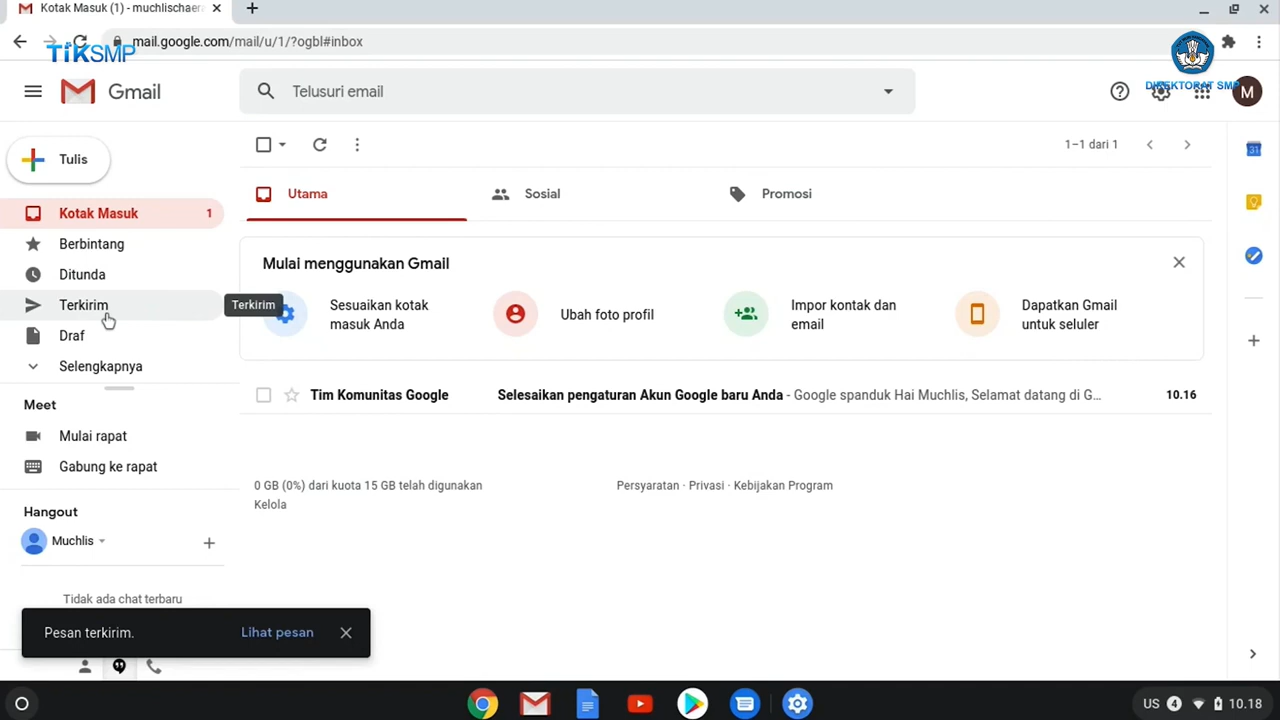 Kotak Masuk (1) - muchlischaer
mail.google.com/mail/u/1/?ogbl#inbox
TIKSMP
DIREKTORAT SMP
Gmail
Telusuri email
M
Tulis
1–1 dari 1
Utama
Sosial
Promosi
Kotak Masuk 1
Berbintang
Ditunda
Terkirim
Terkirim
Draf
Selengkapnya
Mulai menggunakan Gmail
Sesuaikan kotak
masuk Anda
Ubah foto profil
Impor kontak dan
email
Dapatkan Gmail
untuk seluler
Tim Komunitas Google Selesaikan pengaturan Akun Google baru Anda - Google spanduk Hai Muchlis, Selamat datang di G… 10.16
Meet
Mulai rapat
Gabung ke rapat
0 GB (0%) dari kuota 15 GB telah digunakan
Kelola
Persyaratan · Privasi · Kebijakan Program
Hangout
Muchlis
Tidak ada chat terbaru
Pesan terkirim. Lihat pesan
US 4 10.18